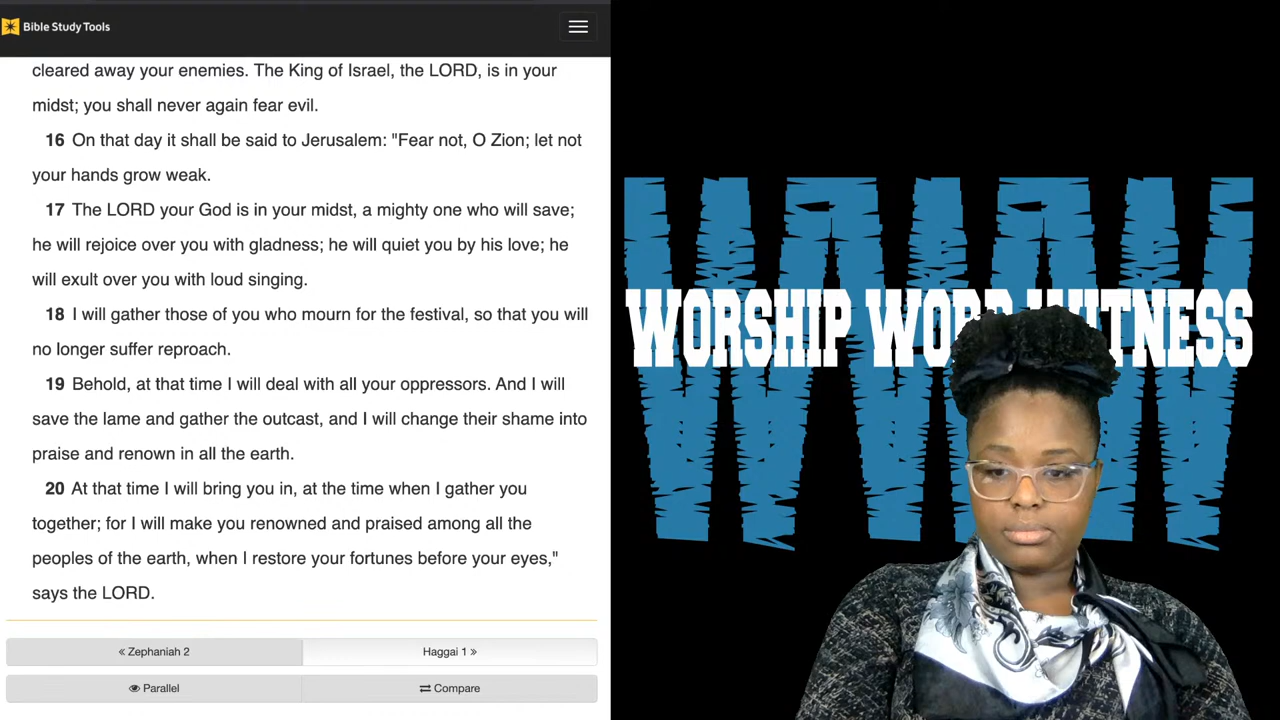 Bible Study Tools
cleared away your enemies. The King of Israel, the LORD, is in your
midst; you shall never again fear evil.
16 On that day it shall be said to Jerusalem: "Fear not, O Zion; let not
your hands grow weak.
17 The LORD your God is in your midst, a mighty one who will save;
he will rejoice over you with gladness; he will quiet you by his love; he
will exult over you with loud singing.
18 I will gather those of you who mourn for the festival, so that you will
no longer suffer reproach.
19 Behold, at that time I will deal with all your oppressors. And I will
save the lame and gather the outcast, and I will change their shame into
praise and renown in all the earth.
20 At that time I will bring you in, at the time when I gather you
together; for I will make you renowned and praised among all the
peoples of the earth, when I restore your fortunes before your eyes,"
says the LORD.
« Zephaniah 2
Haggai 1 »
Parallel
Compare
WWW
WORSHIP WORD WITNESS